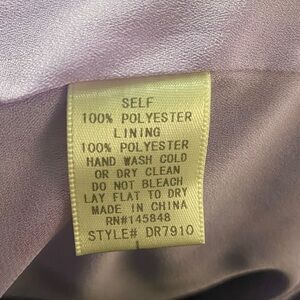 SELF
100% POLYESTER
LINING
100% POLYESTER
HAND WASH COLD
OR DRY CLEAN
DO NOT BLEACH
LAY FLAT TO DRY
MADE IN CHINA
RN#145848
STYLE# DR7910
L